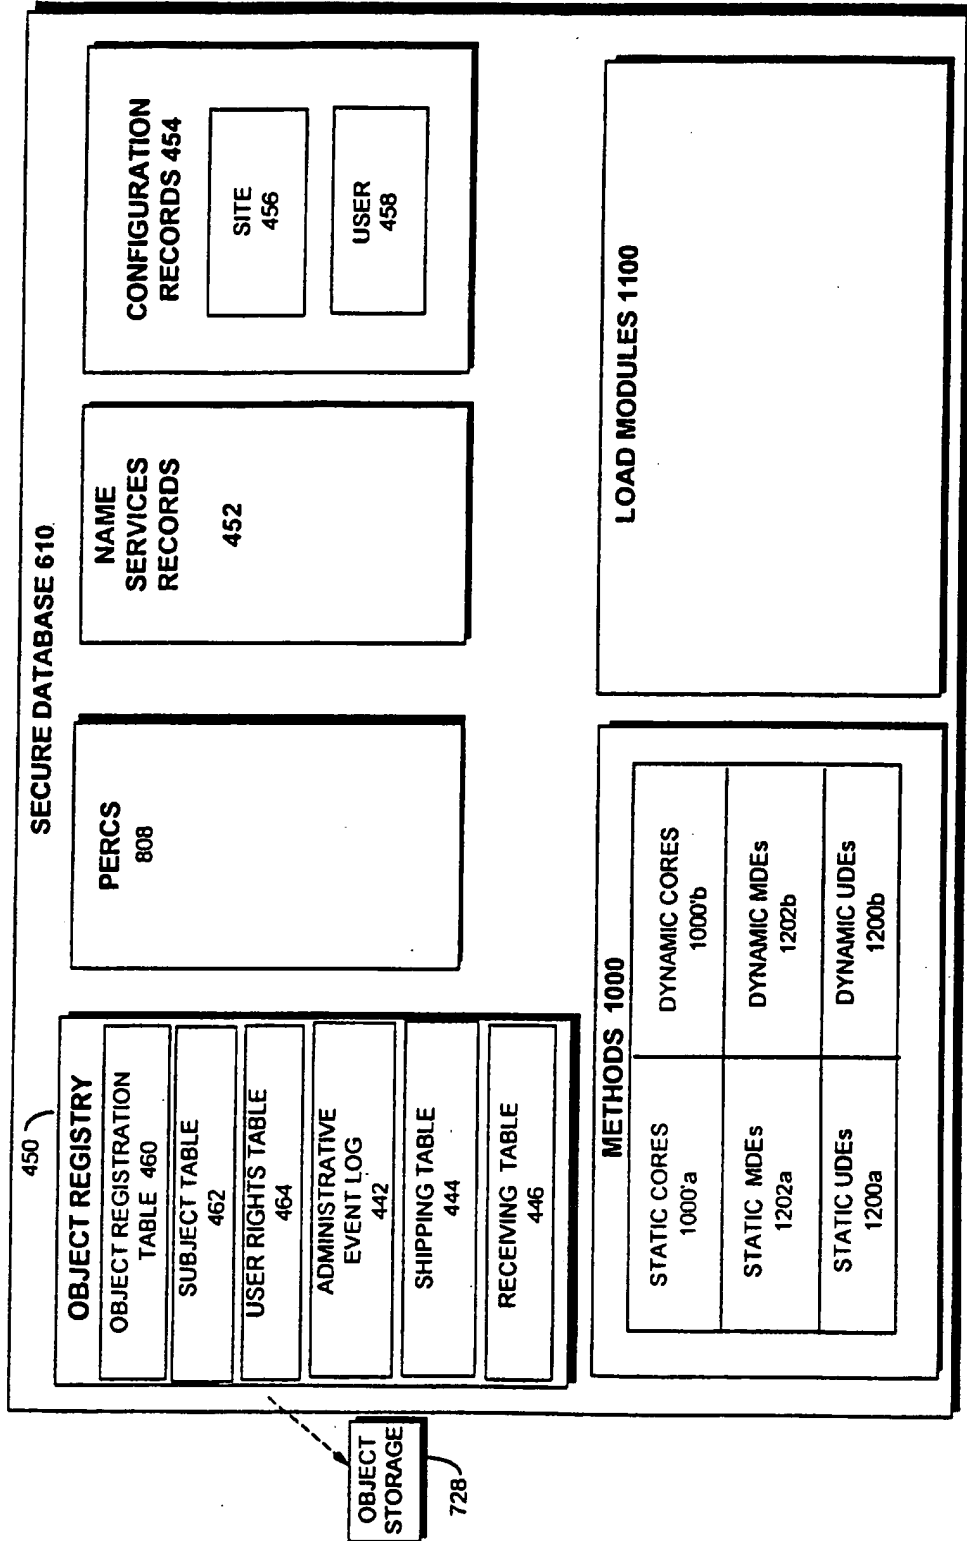 SECURE DATABASE 610
450
OBJECT REGISTRY
OBJECT REGISTRATION
TABLE 460
SUBJECT TABLE
462
USER RIGHTS TABLE
464
ADMINISTRATIVE
EVENT LOG
442
SHIPPING TABLE
444
RECEIVING TABLE
446
PERCS
808
NAME
SERVICES
RECORDS
452
CONFIGURATION
RECORDS 454
SITE
456
USER
458
OBJECT
STORAGE
728
METHODS 1000
STATIC CORES
1000'a
DYNAMIC CORES
1000'b
STATIC MDEs
1202a
DYNAMIC MDEs
1202b
STATIC UDEs
1200a
DYNAMIC UDEs
1200b
LOAD MODULES 1100